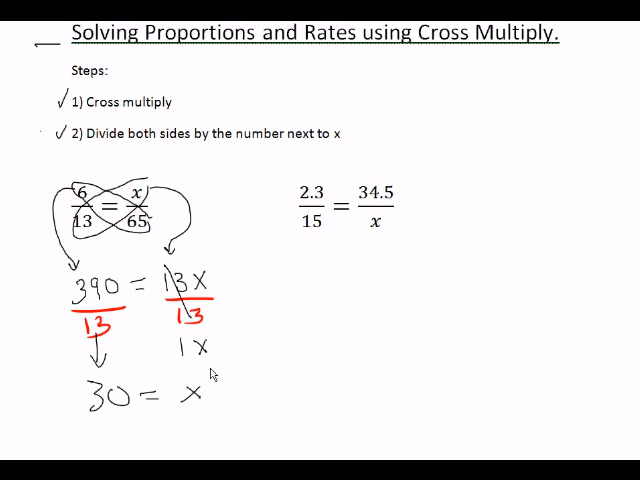 Solving Proportions and Rates using Cross Multiply.
Steps:
✓ 1) Cross multiply
✓ 2) Divide both sides by the number next to x
6/13 = x/65
390 = 13x
13 13
1x
30 = x
2.3/15 = 34.5/x